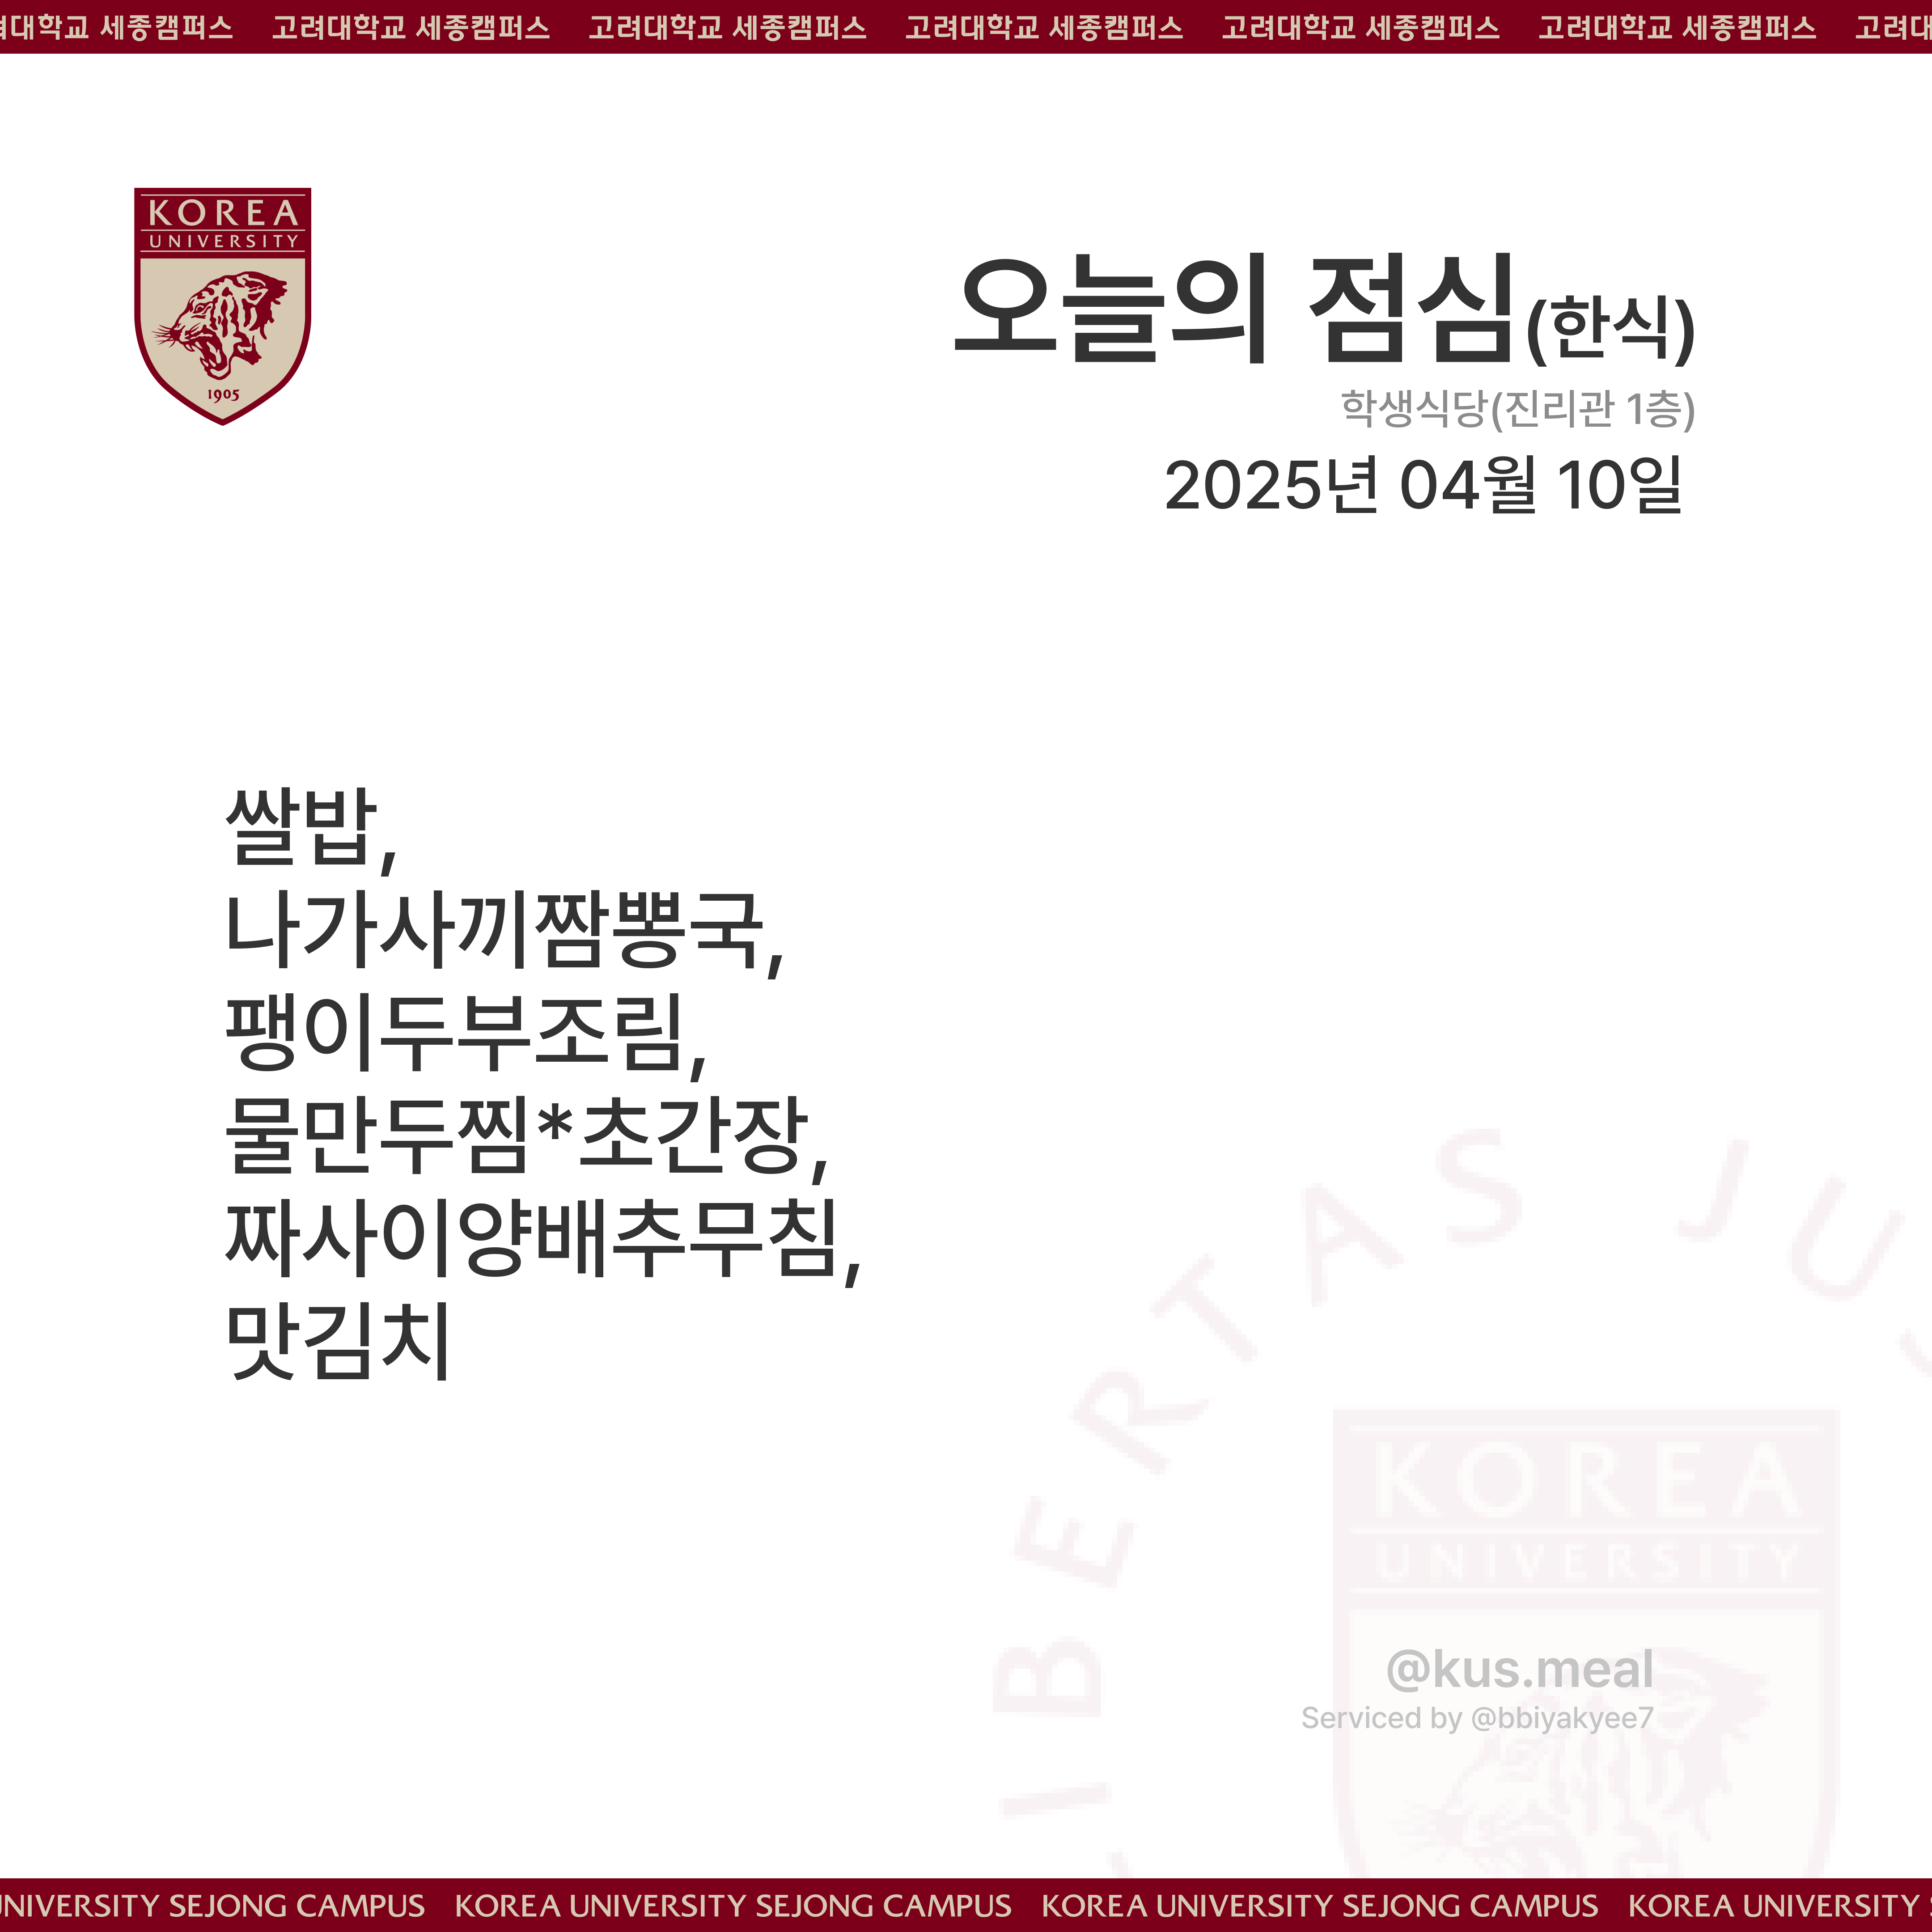 려대학교 세종캠퍼스 고려대학교 세종캠퍼스 고려대학교 세종캠퍼스 고려대학교 세종캠퍼스 고려대학교 세종캠퍼스 고려대학교 세종캠퍼스 고려대
KOREA
UNIVERSITY
1905
오늘의 점심(한식)
학생식당(진리관 1층)
2025년 04월 10일
쌀밥,
나가사끼짬뽕국,
팽이두부조림,
물만두찜*초간장,
짜사이양배추무침,
맛김치
IBERTAS JU
KOREA
UNIVERSITY
@kus.meal
Serviced by @bbiyakyee7
UNIVERSITY SEJONG CAMPUS KOREA UNIVERSITY SEJONG CAMPUS KOREA UNIVERSITY SEJONG CAMPUS KOREA UNIVERSITY